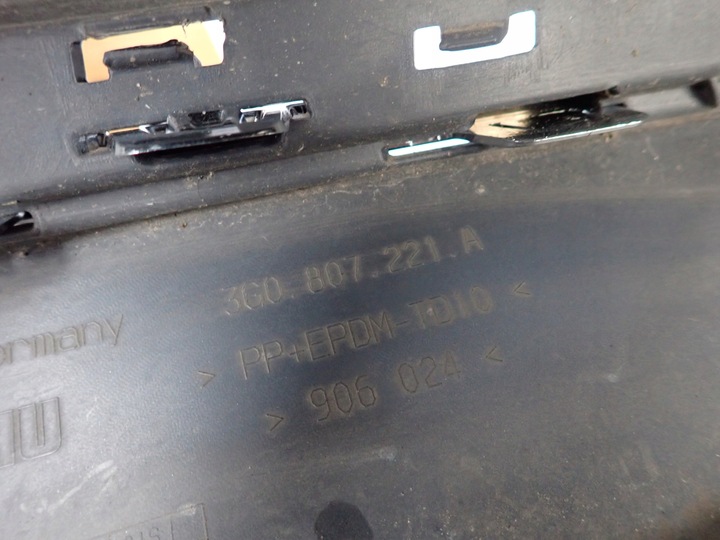 3G0.807.221.A
> PP+EPDM-TD10 <
> 906 024 <